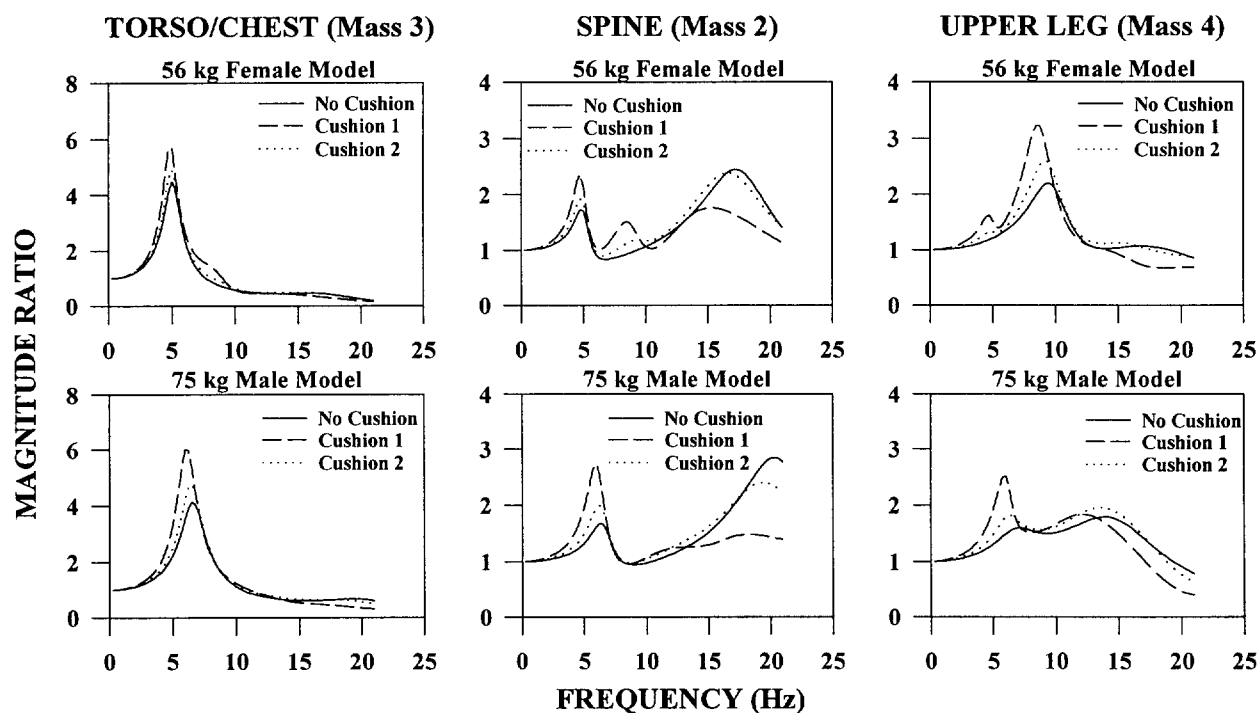 TORSO/CHEST (Mass 3)
SPINE (Mass 2)
UPPER LEG (Mass 4)
MAGNITUDE RATIO
56 kg Female Model
8
6
4
2
0
No Cushion
Cushion 1
Cushion 2
0 5 10 15 20 25
56 kg Female Model
4
3
2
1
0
No Cushion
Cushion 1
Cushion 2
0 5 10 15 20 25
56 kg Female Model
4
3
2
1
0
No Cushion
Cushion 1
Cushion 2
0 5 10 15 20 25
75 kg Male Model
8
6
4
2
0
No Cushion
Cushion 1
Cushion 2
0 5 10 15 20 25
75 kg Male Model
4
3
2
1
0
No Cushion
Cushion 1
Cushion 2
0 5 10 15 20 25
75 kg Male Model
4
3
2
1
0
No Cushion
Cushion 1
Cushion 2
0 5 10 15 20 25
FREQUENCY (Hz)